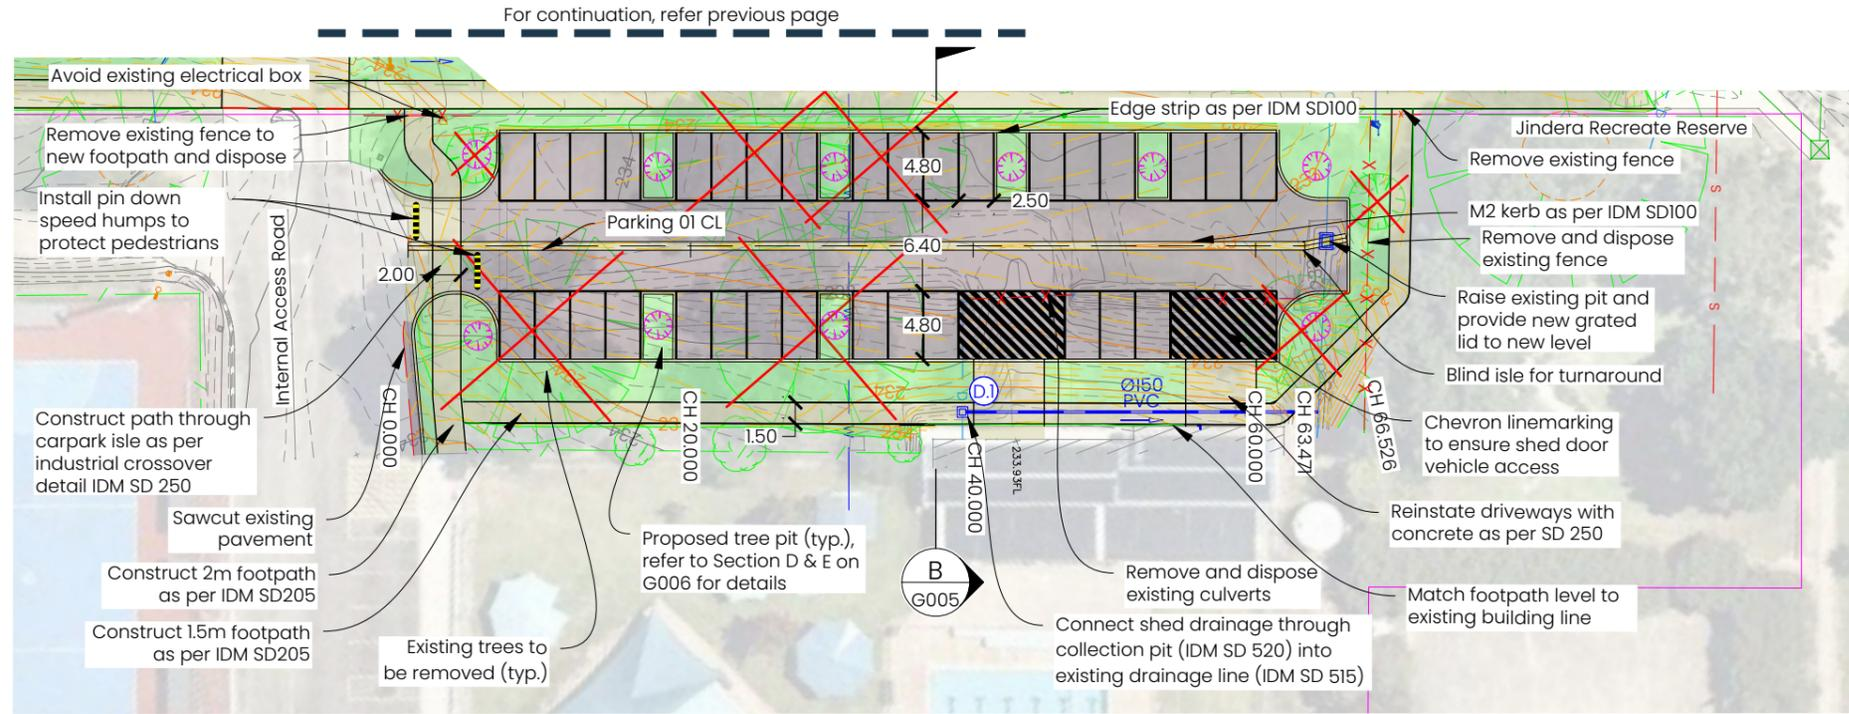 For continuation, refer previous page
Avoid existing electrical box
Edge strip as per IDM SD100
Jindera Recreate Reserve
Remove existing fence to
new footpath and dispose
Remove existing fence
234
234
4.80
2.50
Install pin down
speed humps to
protect pedestrians
Internal Access Road
Parking 01 CL
M2 kerb as per IDM SD100
Remove and dispose
existing fence
6.40
2.00
S
S
Raise existing pit and
provide new grated
lid to new level
4.80
Blind isle for turnaround
Construct path through
carpark isle as per
industrial crossover
detail IDM SD 250
CH 0.000
CH 20.000
1.50
234
234
D.1
Ø150
PVC
CH 40.000
233.93FL
CH 60.000
CH 63.471
CH 66.526
Chevron linemarking
to ensure shed door
vehicle access
Sawcut existing
pavement
Reinstate driveways with
concrete as per SD 250
Proposed tree pit (typ.),
refer to Section D & E on
G006 for details
B
G005
Construct 2m footpath
as per IDM SD205
Remove and dispose
existing culverts
Match footpath level to
existing building line
Construct 1.5m footpath
as per IDM SD205
Existing trees to
be removed (typ.)
Connect shed drainage through
collection pit (IDM SD 520) into
existing drainage line (IDM SD 515)